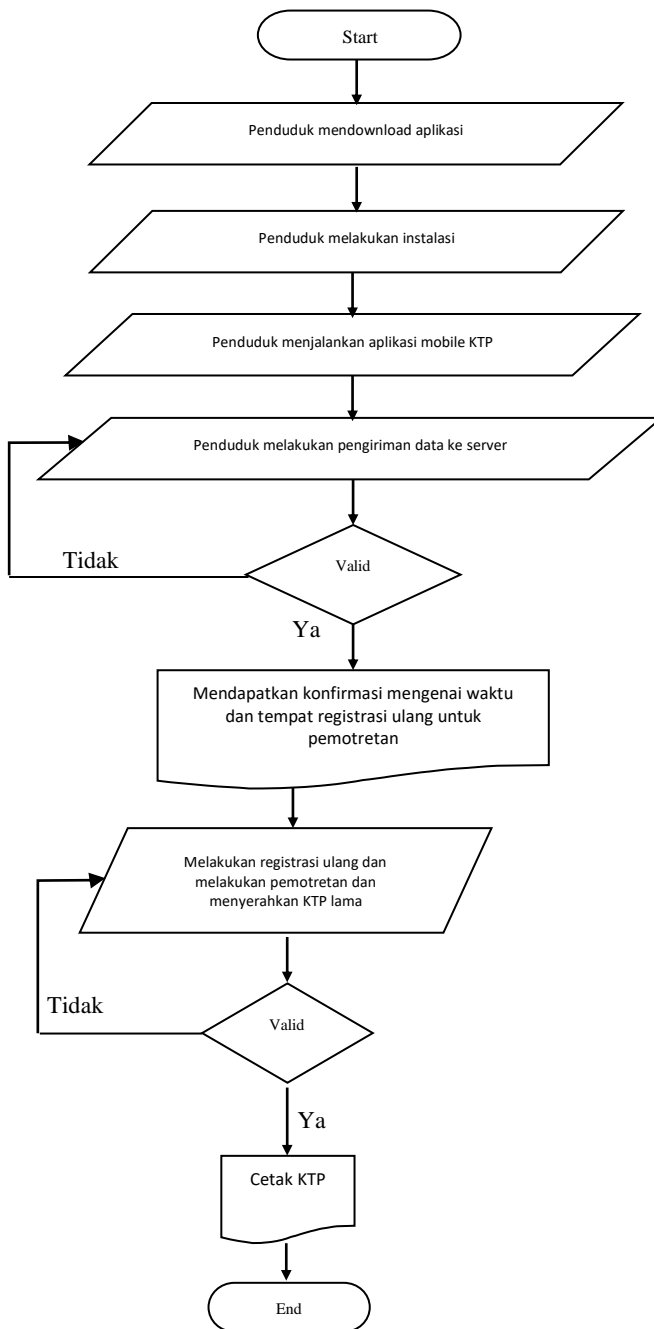 Start
Penduduk mendownload aplikasi
Penduduk melakukan instalasi
Penduduk menjalankan aplikasi mobile KTP
Penduduk melakukan pengiriman data ke server
Tidak
Valid
Ya
Mendapatkan konfirmasi mengenai waktu
dan tempat registrasi ulang untuk
pemotretan
Melakukan registrasi ulang dan
melakukan pemotretan dan
menyerahkan KTP lama
Tidak
Valid
Ya
Cetak KTP
End